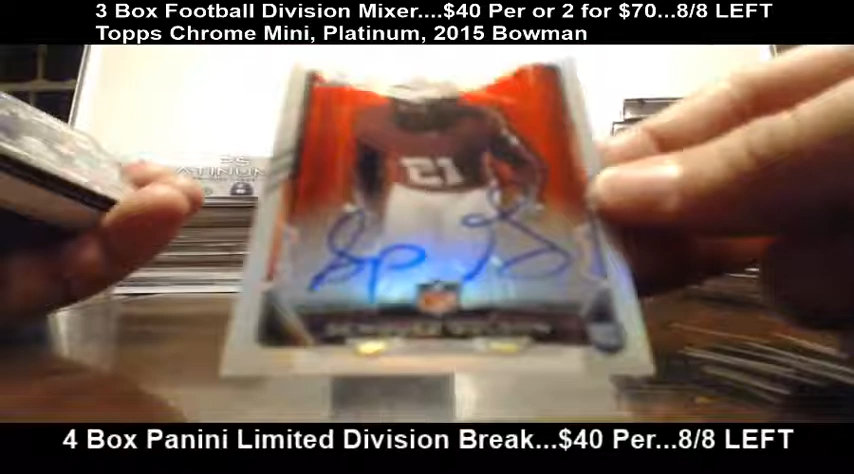 3 Box Football Division Mixer....$40 Per or 2 for $70...8/8 LEFT
Topps Chrome Mini, Platinum, 2015 Bowman
21
4 Box Panini Limited Division Break...$40 Per...8/8 LEFT